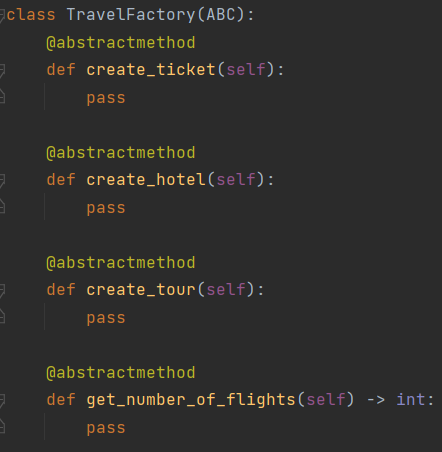 class TravelFactory(ABC):
    @abstractmethod
    def create_ticket(self):
        pass

    @abstractmethod
    def create_hotel(self):
        pass

    @abstractmethod
    def create_tour(self):
        pass

    @abstractmethod
    def get_number_of_flights(self) -> int:
        pass